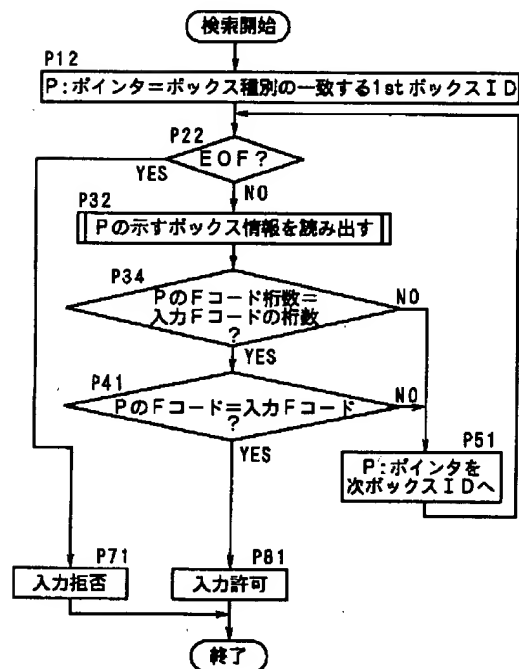 検索開始
P12
P:ポインタ=ボックス種別の一致する1stボックスID
P22
EOF?
YES
NO
P32
Pの示すボックス情報を読み出す
P34
PのFコード桁数=
入力Fコードの桁数
?
NO
YES
P41
PのFコード=入力Fコード
?
NO
YES
P51
P:ポインタを
次ボックスIDへ
P71
入力拒否
P81
入力許可
終了